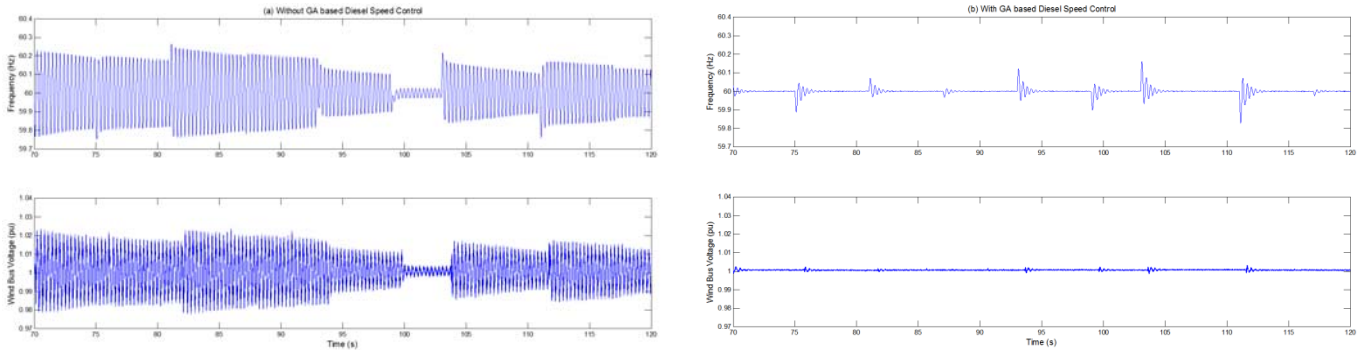 (a) Without GA based Diesel Speed Control
Frequency (Hz)
60.4
60.3
60.2
60.1
60
59.9
59.8
59.7
70 75 80 85 90 95 100 105 110 115 120
Wind Bus Voltage (pu)
1.04
1.03
1.02
1.01
1
0.99
0.98
0.97
70 75 80 85 90 95 100 105 110 115 120
Time (s)
(b) With GA based Diesel Speed Control
Frequency (Hz)
60.4
60.3
60.2
60.1
60
59.9
59.8
59.7
70 75 80 85 90 95 100 105 110 115 120
Wind Bus Voltage (pu)
1.04
1.03
1.02
1.01
1
0.99
0.98
0.97
70 75 80 85 90 95 100 105 110 115 120
Time (s)